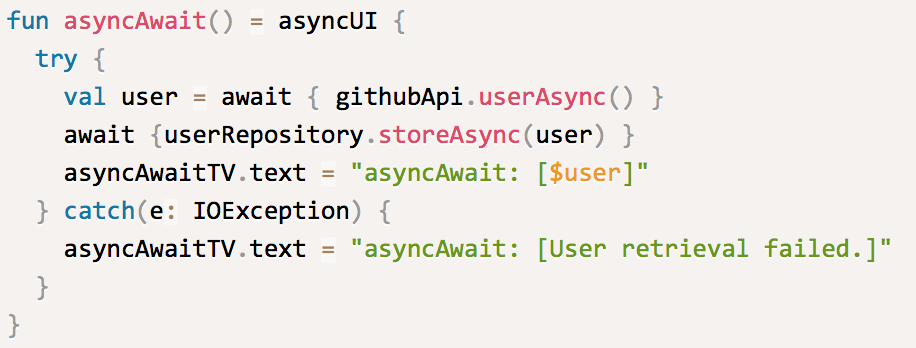 fun asyncAwait() = asyncUI {
  try {
    val user = await { githubApi.userAsync() }
    await {userRepository.storeAsync(user) }
    asyncAwaitTV.text = "asyncAwait: [$user]"
  } catch(e: IOException) {
    asyncAwaitTV.text = "asyncAwait: [User retrieval failed.]"
  }
}